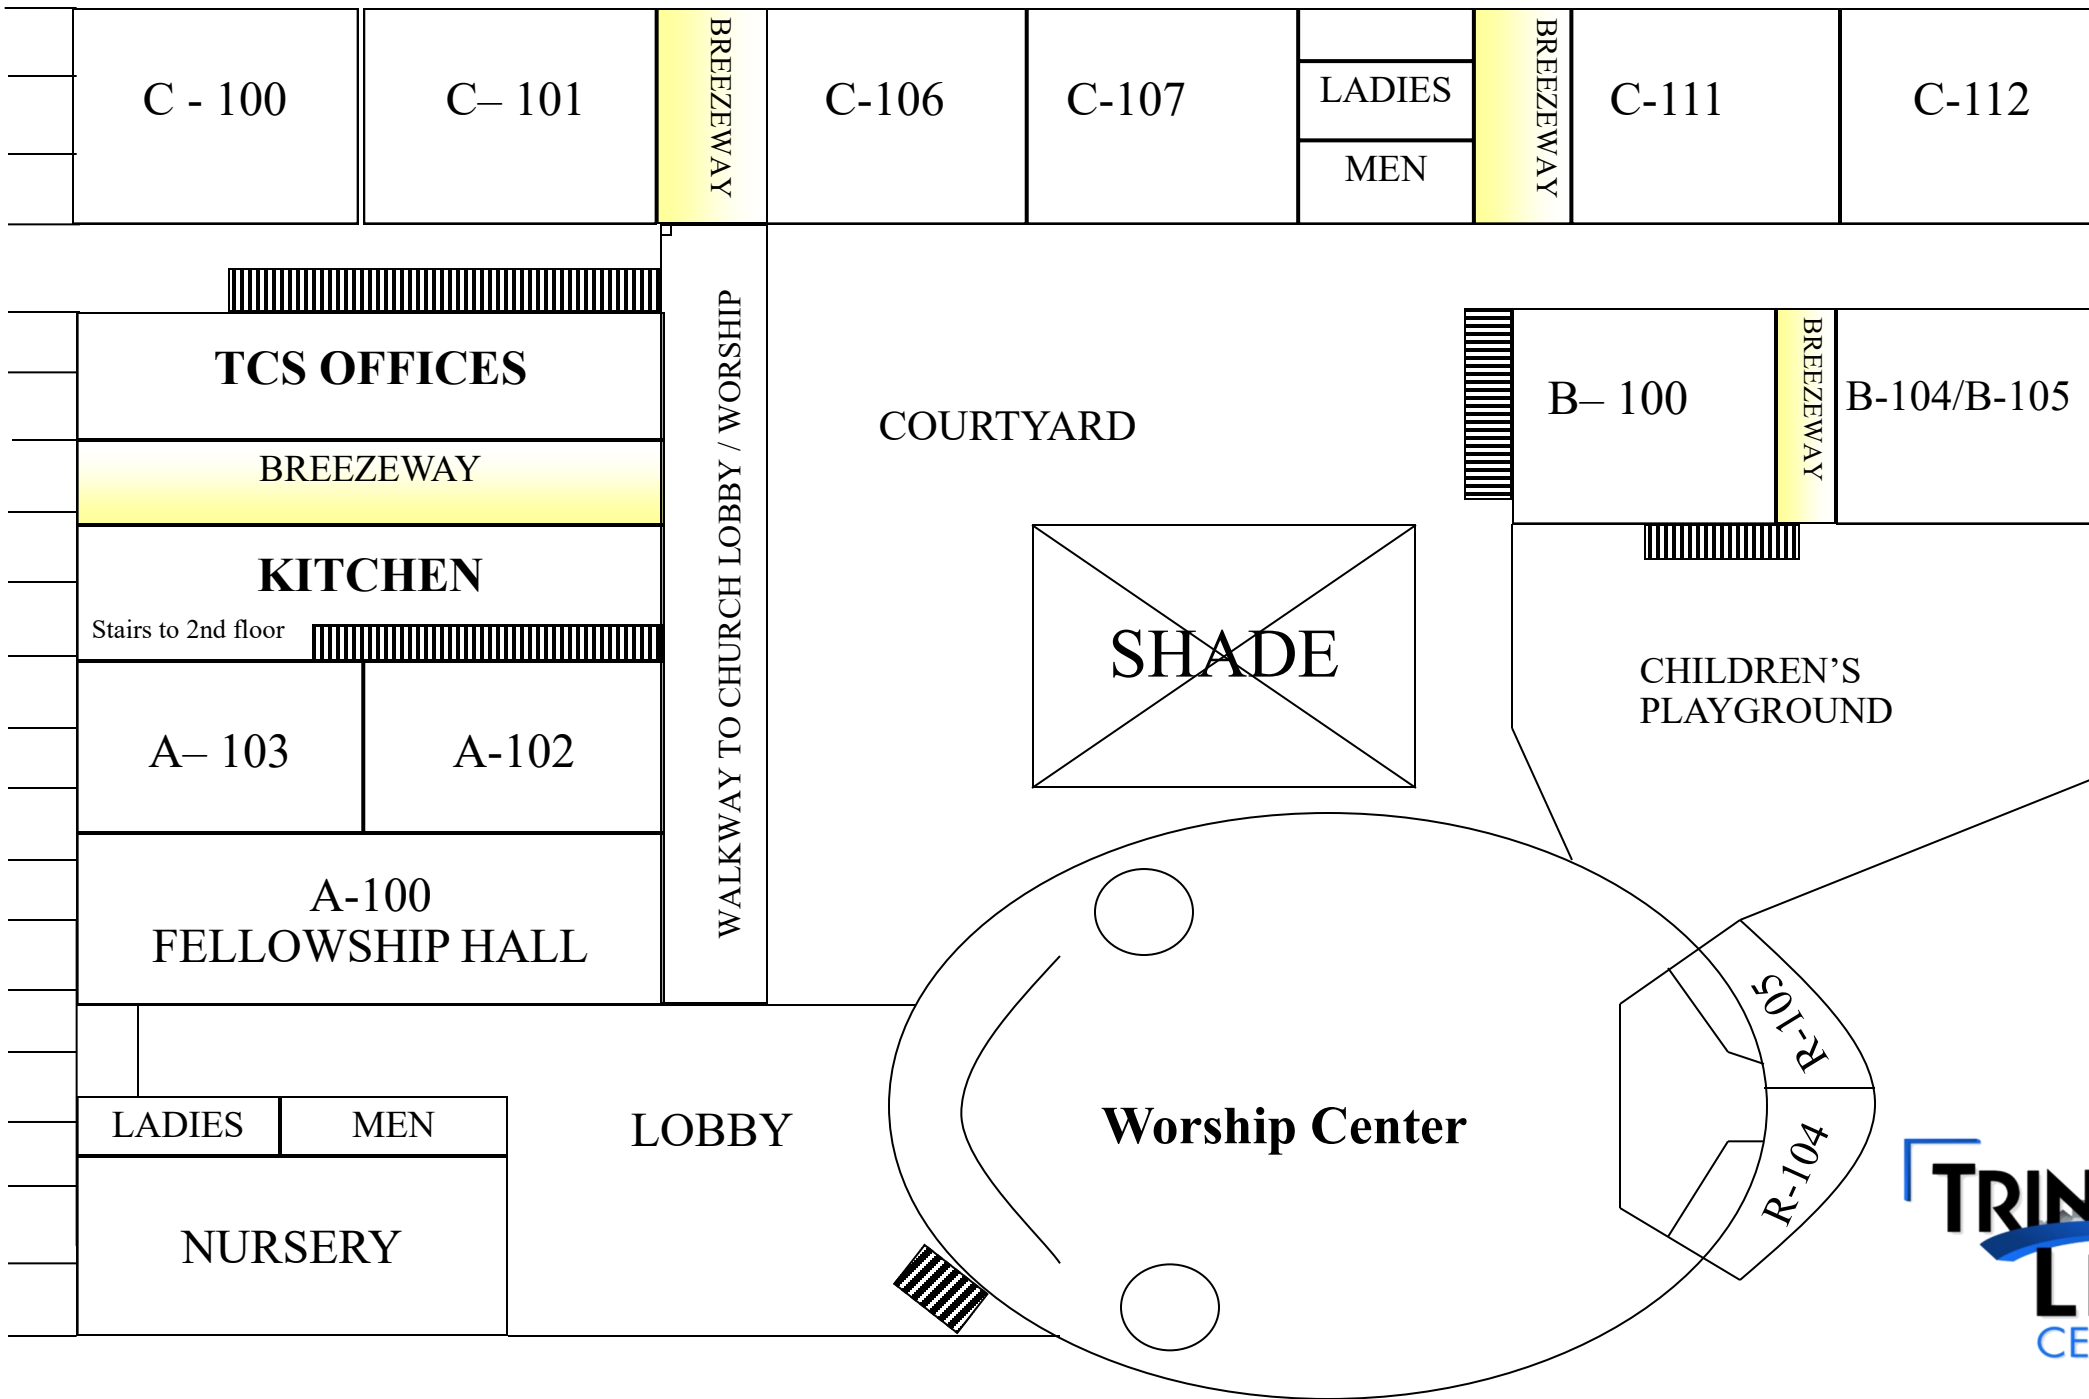 C - 100
C– 101
BREEZEWAY
C-106
C-107
LADIES
MEN
BREEZEWAY
C-111
C-112
TCS OFFICES
BREEZEWAY
KITCHEN
Stairs to 2nd floor
A– 103
A-102
A-100
FELLOWSHIP HALL
WALKWAY TO CHURCH LOBBY / WORSHIP
COURTYARD
SHADE
B– 100
BREEZEWAY
B-104/B-105
CHILDREN’S
PLAYGROUND
LADIES
MEN
NURSERY
LOBBY
Worship Center
R-105
R-104